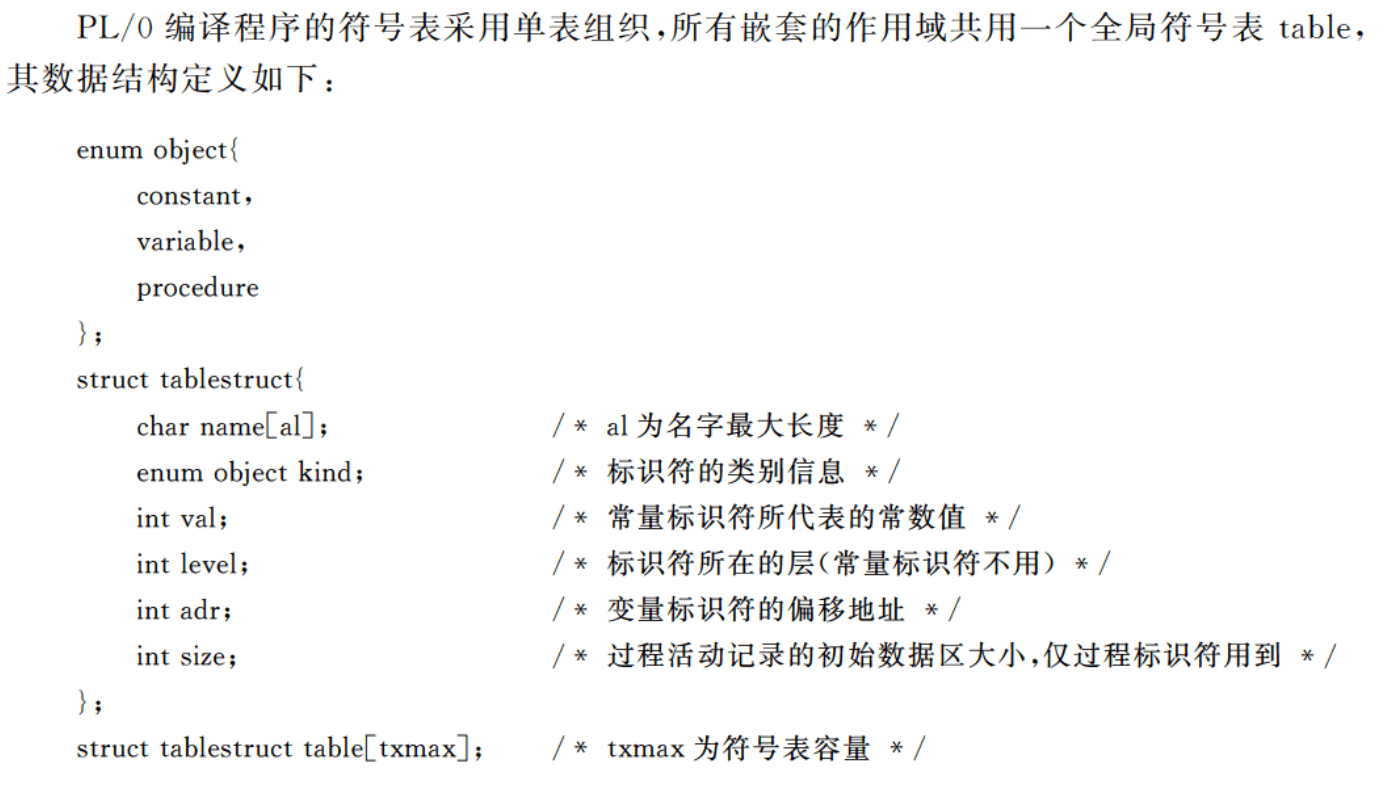 PL/0 编译程序的符号表采用单表组织,所有嵌套的作用域共用一个全局符号表 table,
其数据结构定义如下:
enum object{
constant,
variable,
procedure
};
struct tablestruct{
char name[al]; /* al 为名字最大长度 */
enum object kind; /* 标识符的类别信息 */
int val; /* 常量标识符所代表的常数值 */
int level; /* 标识符所在的层(常量标识符不用) */
int adr; /* 变量标识符的偏移地址 */
int size; /* 过程活动记录的初始数据区大小,仅过程标识符用到 */
};
struct tablestruct table[txmax]; /* txmax 为符号表容量 */